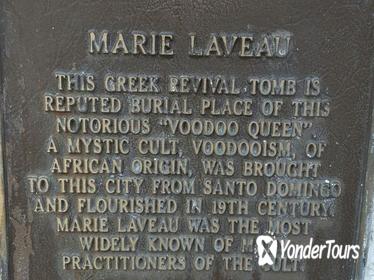 MARIE LAVEAU
THIS GREEK REVIVAL TOMB IS
REPUTED BURIAL PLACE OF THIS
NOTORIOUS "VOODOO QUEEN".
A MYSTIC CULT, VOODOOISM, OF
AFRICAN ORIGIN, WAS BROUGHT
TO THIS CITY FROM SANTO DOMINGO
AND FLOURISHED IN 19TH CENTURY.
MARIE LAVEAU WAS THE MOST
WIDELY KNOWN OF
PRACTITIONERS OF THE
YonderTours